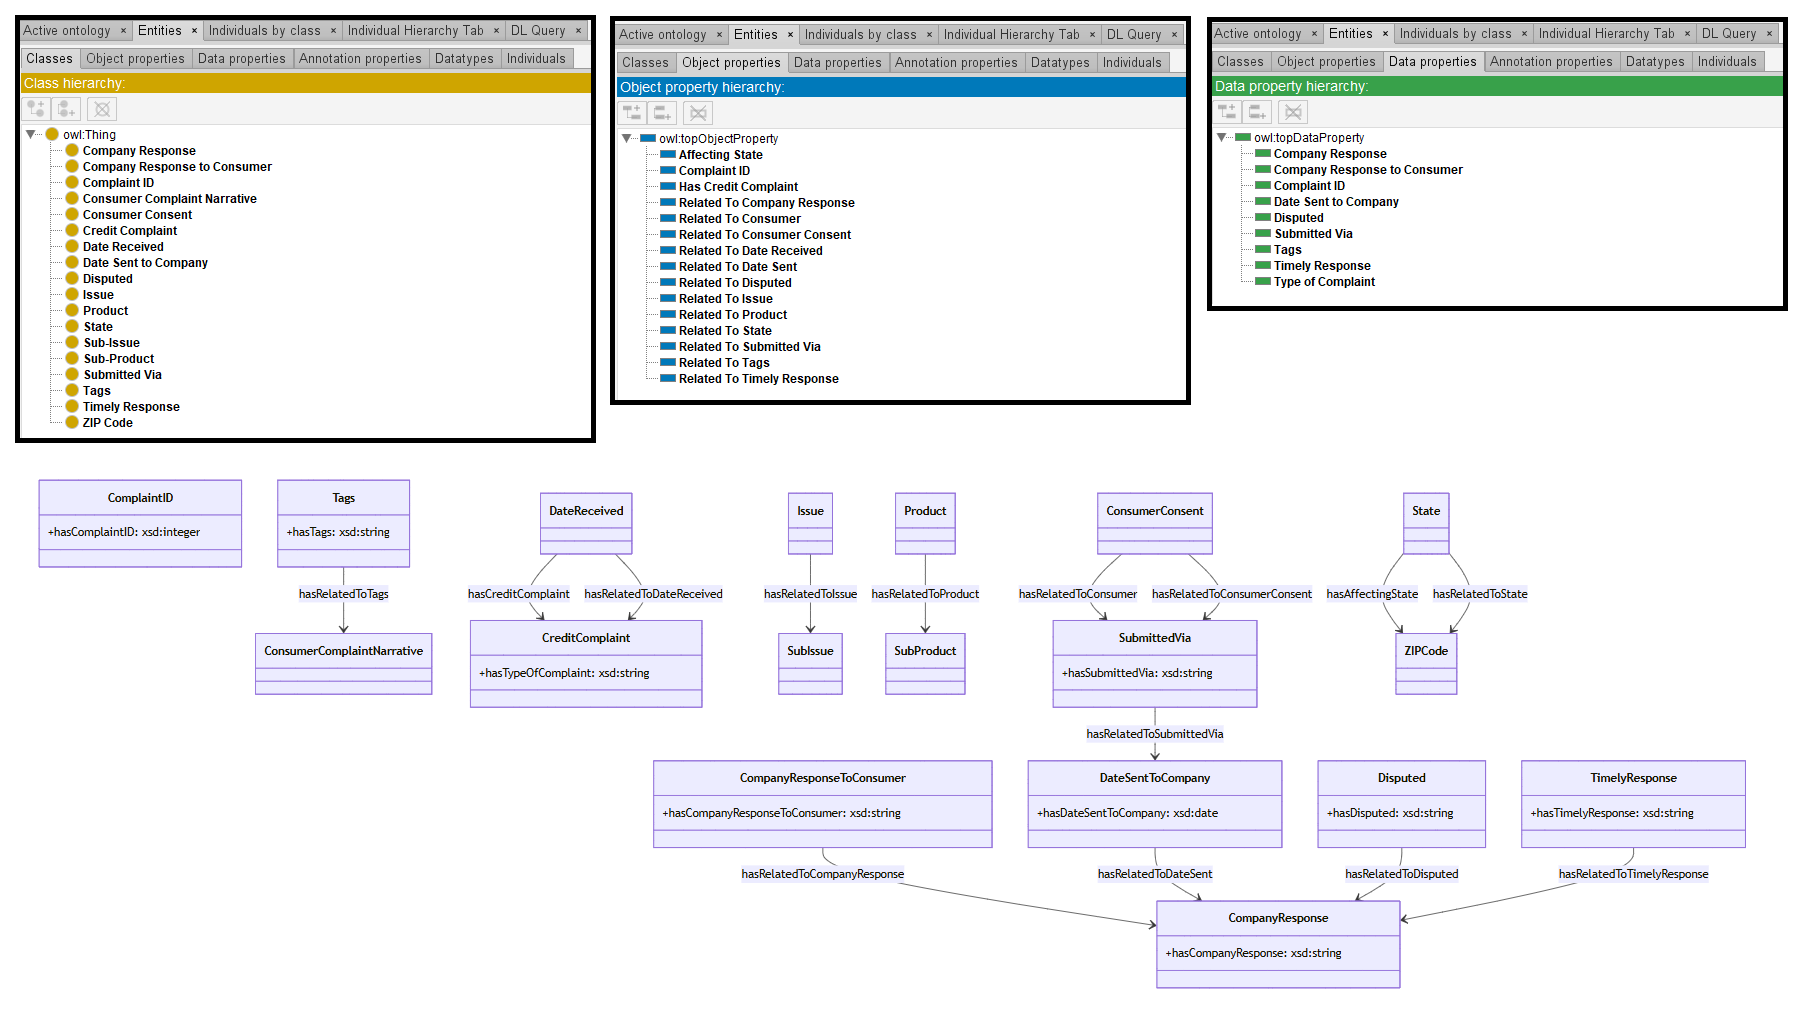 Active ontology × Entities × Individuals by class × Individual Hierarchy Tab × DL Query ×
Classes Object properties Data properties Annotation properties Datatypes Individuals
Class hierarchy:
owl:Thing
Company Response
Company Response to Consumer
Complaint ID
Consumer Complaint Narrative
Consumer Consent
Credit Complaint
Date Received
Date Sent to Company
Disputed
Issue
Product
State
Sub-Issue
Sub-Product
Submitted Via
Tags
Timely Response
ZIP Code
Active ontology × Entities × Individuals by class × Individual Hierarchy Tab × DL Query ×
Classes Object properties Data properties Annotation properties Datatypes Individuals
Object property hierarchy:
owl:topObjectProperty
Affecting State
Complaint ID
Has Credit Complaint
Related To Company Response
Related To Consumer
Related To Consumer Consent
Related To Date Received
Related To Date Sent
Related To Disputed
Related To Issue
Related To Product
Related To State
Related To Submitted Via
Related To Tags
Related To Timely Response
Active ontology × Entities × Individuals by class × Individual Hierarchy Tab × DL Query ×
Classes Object properties Data properties Annotation properties Datatypes Individuals
Data property hierarchy:
owl:topDataProperty
Company Response
Company Response to Consumer
Complaint ID
Date Sent to Company
Disputed
Submitted Via
Tags
Timely Response
Type of Complaint
ComplaintID
+hasComplaintID: xsd:integer
Tags
+hasTags: xsd:string
hasRelatedToTags
ConsumerComplaintNarrative
DateReceived
hasCreditComplaint hasRelatedToDateReceived
CreditComplaint
+hasTypeOfComplaint: xsd:string
Issue
hasRelatedToIssue
SubIssue
Product
hasRelatedToProduct
SubProduct
ConsumerConsent
hasRelatedToConsumer hasRelatedToConsumerConsent
SubmittedVia
+hasSubmittedVia: xsd:string
hasRelatedToSubmittedVia
State
hasAffectingState hasRelatedToState
ZIPCode
CompanyResponseToConsumer
+hasCompanyResponseToConsumer: xsd:string
hasRelatedToCompanyResponse
DateSentToCompany
+hasDateSentToCompany: xsd:date
hasRelatedToDateSent
Disputed
+hasDisputed: xsd:string
hasRelatedToDisputed
TimelyResponse
+hasTimelyResponse: xsd:string
hasRelatedToTimelyResponse
CompanyResponse
+hasCompanyResponse: xsd:string